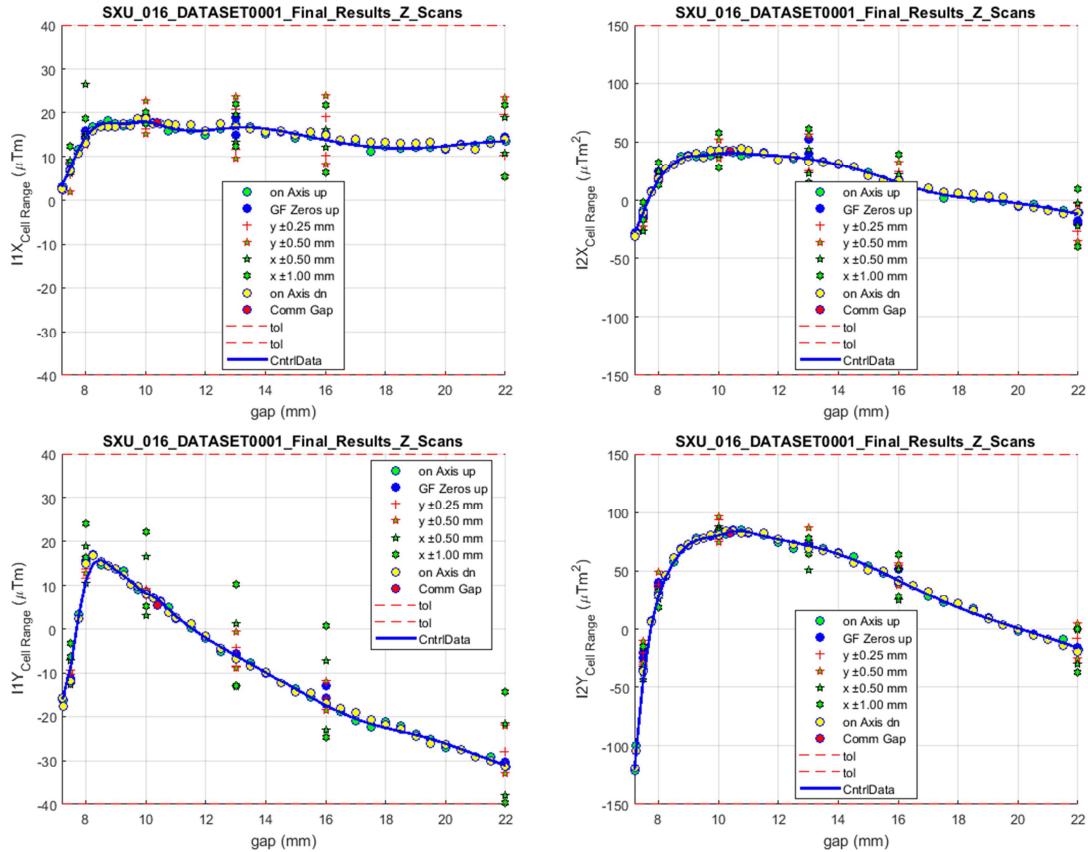 SXU_016_DATASET0001_Final_Results_Z_Scans
40
30
20
10
0
-10
-20
-30
-40
I1X Cell Range (μTm)
on Axis up
GF Zeros up
y ±0.25 mm
y ±0.50 mm
x ±0.50 mm
x ±1.00 mm
on Axis dn
Comm Gap
tol
tol
CntrlData
8 10 12 14 16 18 20 22
gap (mm)
SXU_016_DATASET0001_Final_Results_Z_Scans
150
100
50
0
-50
-100
-150
I2X Cell Range (μTm²)
on Axis up
GF Zeros up
y ±0.25 mm
y ±0.50 mm
x ±0.50 mm
x ±1.00 mm
on Axis dn
Comm Gap
tol
tol
CntrlData
8 10 12 14 16 18 20 22
gap (mm)
SXU_016_DATASET0001_Final_Results_Z_Scans
40
30
20
10
0
-10
-20
-30
-40
I1Y Cell Range (μTm)
on Axis up
GF Zeros up
y ±0.25 mm
y ±0.50 mm
x ±0.50 mm
x ±1.00 mm
on Axis dn
Comm Gap
tol
tol
CntrlData
8 10 12 14 16 18 20 22
gap (mm)
SXU_016_DATASET0001_Final_Results_Z_Scans
150
100
50
0
-50
-100
-150
I2Y Cell Range (μTm²)
on Axis up
GF Zeros up
y ±0.25 mm
y ±0.50 mm
x ±0.50 mm
x ±1.00 mm
on Axis dn
Comm Gap
tol
tol
CntrlData
8 10 12 14 16 18 20 22
gap (mm)